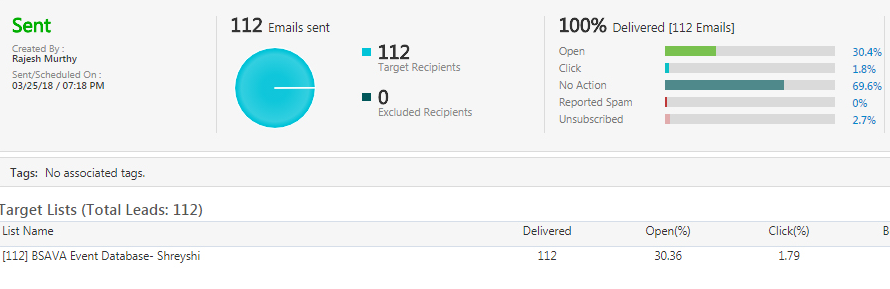 Sent
Created By :
Rajesh Murthy
Sent/Scheduled On :
03/25/18 / 07:18 PM
112 Emails sent
112
Target Recipients
0
Excluded Recipients
100% Delivered [112 Emails]
Open 30.4%
Click 1.8%
No Action 69.6%
Reported Spam 0%
Unsubscribed 2.7%
Tags: No associated tags.
Target Lists (Total Leads: 112)
List Name Delivered Open(%) Click(%) B
[112] BSAVA Event Database- Shreyshi 112 30.36 1.79